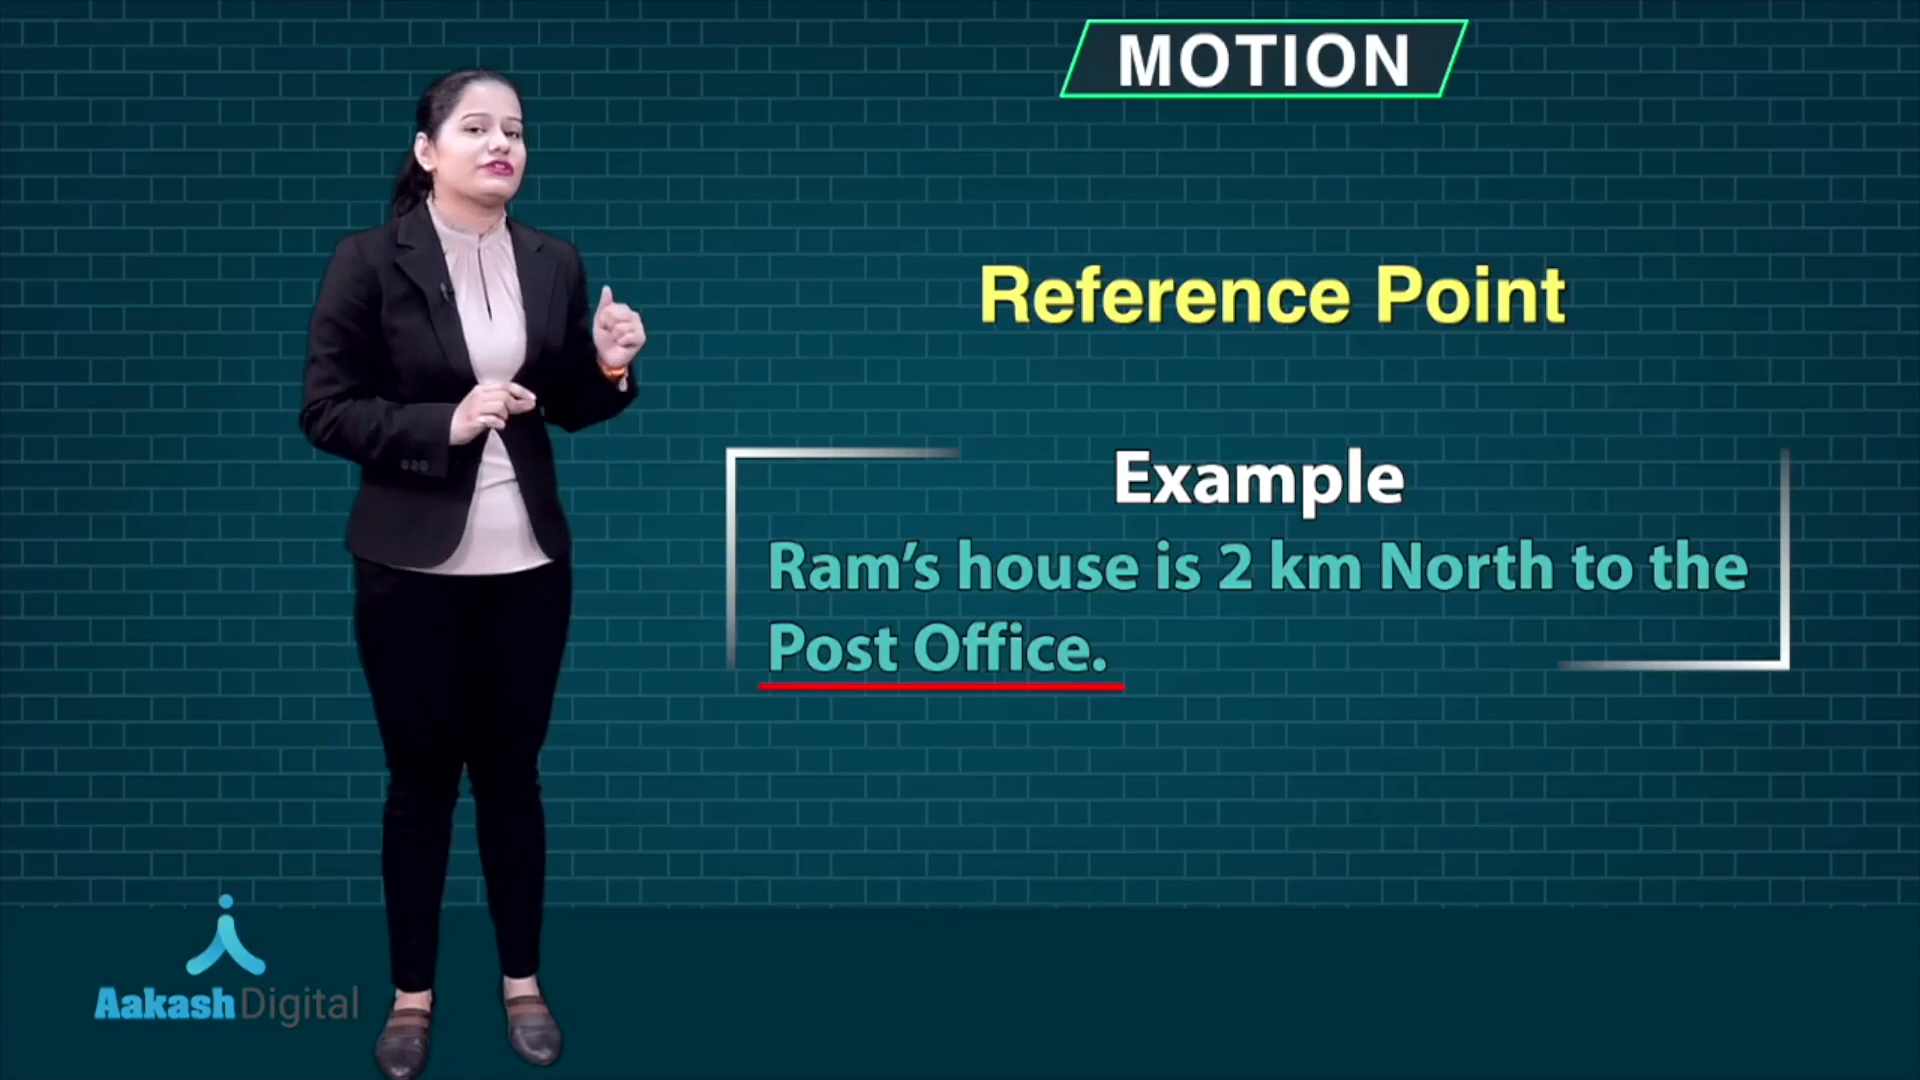 MOTION
Reference Point
Example
Ram's house is 2 km North to the
Post Office.
Aakash Digital